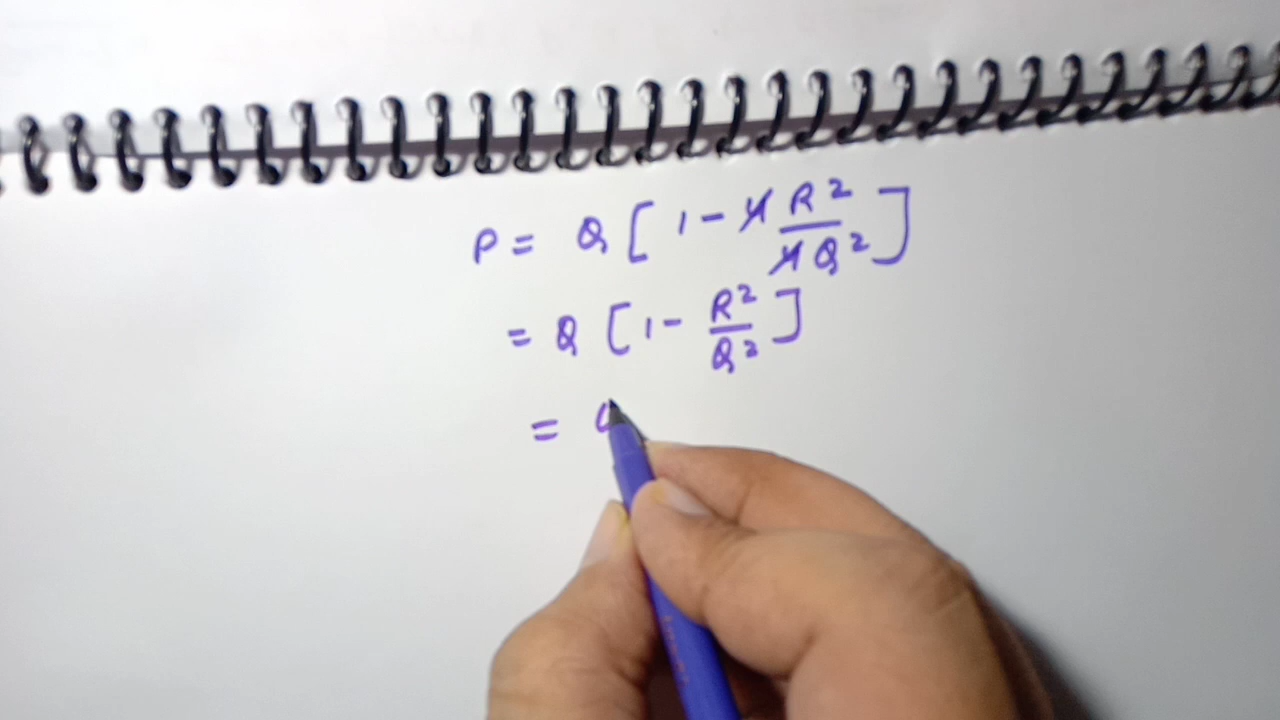 P = Q [ 1 - 4 R² / 4 Q² ]
= Q [ 1 - R² / Q² ]
=